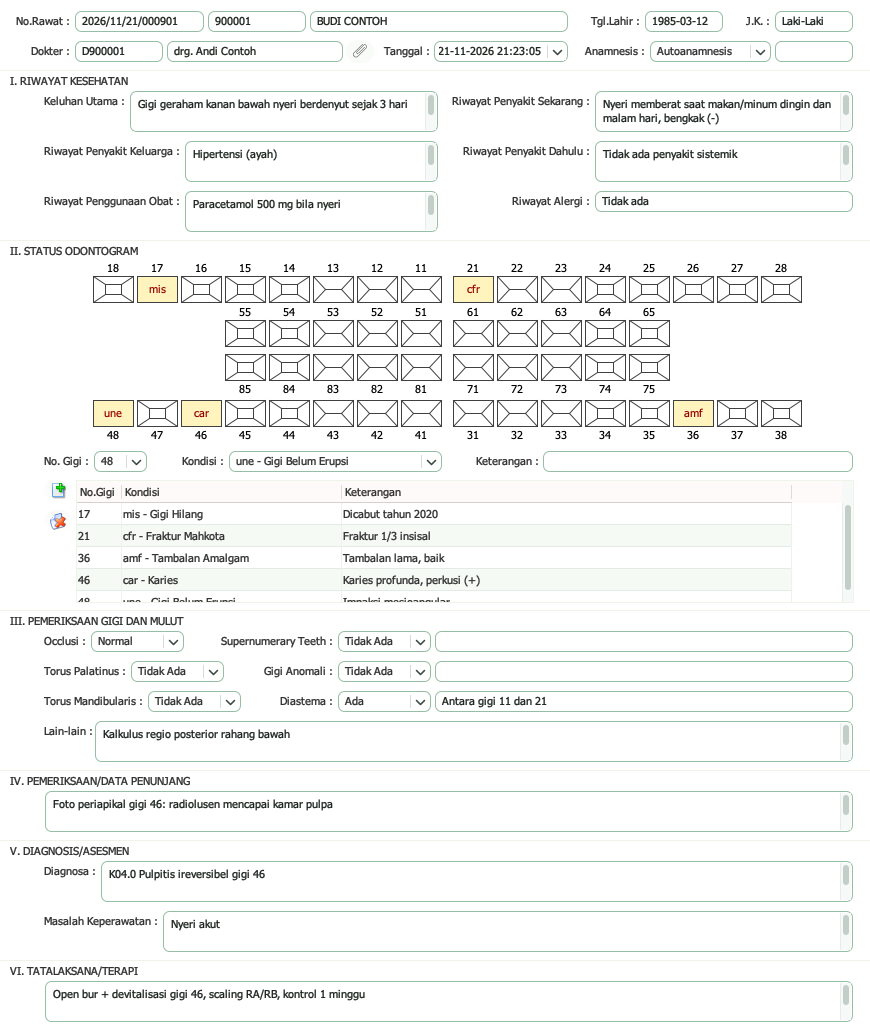 No.Rawat : 2026/11/21/000901 900001 BUDI CONTOH Tgl.Lahir : 1985-03-12 J.K. : Laki-Laki
Dokter : D900001 drg. Andi Contoh Tanggal : 21-11-2026 21:23:05 Anamnesis : Autoanamnesis
I. RIWAYAT KESEHATAN
Keluhan Utama : Gigi geraham kanan bawah nyeri berdenyut sejak 3 hari
Riwayat Penyakit Sekarang : Nyeri memberat saat makan/minum dingin dan
malam hari, bengkak (-)
Riwayat Penyakit Keluarga : Hipertensi (ayah)
Riwayat Penyakit Dahulu : Tidak ada penyakit sistemik
Riwayat Penggunaan Obat : Paracetamol 500 mg bila nyeri
Riwayat Alergi : Tidak ada
II. STATUS ODONTOGRAM
18 17 16 15 14 13 12 11 21 22 23 24 25 26 27 28
mis cfr
55 54 53 52 51 61 62 63 64 65
85 84 83 82 81 71 72 73 74 75
une car amf
48 47 46 45 44 43 42 41 31 32 33 34 35 36 37 38
No. Gigi : 48 Kondisi : une - Gigi Belum Erupsi Keterangan :
No.Gigi Kondisi Keterangan
17 mis - Gigi Hilang Dicabut tahun 2020
21 cfr - Fraktur Mahkota Fraktur 1/3 insisal
36 amf - Tambalan Amalgam Tambalan lama, baik
46 car - Karies Karies profunda, perkusi (+)
48 une - Gigi Belum Erupsi Impaksi mesioangular
III. PEMERIKSAAN GIGI DAN MULUT
Occlusi : Normal Supernumerary Teeth : Tidak Ada
Torus Palatinus : Tidak Ada Gigi Anomali : Tidak Ada
Torus Mandibularis : Tidak Ada Diastema : Ada Antara gigi 11 dan 21
Lain-lain : Kalkulus regio posterior rahang bawah
IV. PEMERIKSAAN/DATA PENUNJANG
Foto periapikal gigi 46: radiolusen mencapai kamar pulpa
V. DIAGNOSIS/ASESMEN
Diagnosa : K04.0 Pulpitis ireversibel gigi 46
Masalah Keperawatan : Nyeri akut
VI. TATALAKSANA/TERAPI
Open bur + devitalisasi gigi 46, scaling RA/RB, kontrol 1 minggu